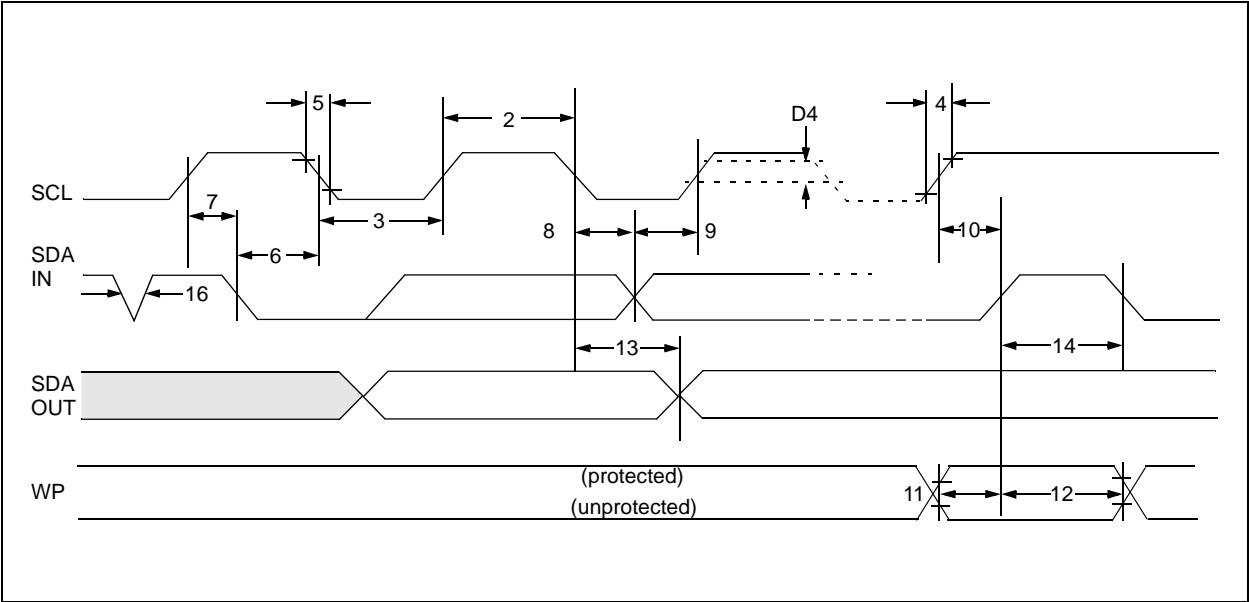 5
4
2
D4
SCL
7
3
8
9
10
6
SDA
IN
16
13
14
SDA
OUT
(protected)
WP
11
12
(unprotected)